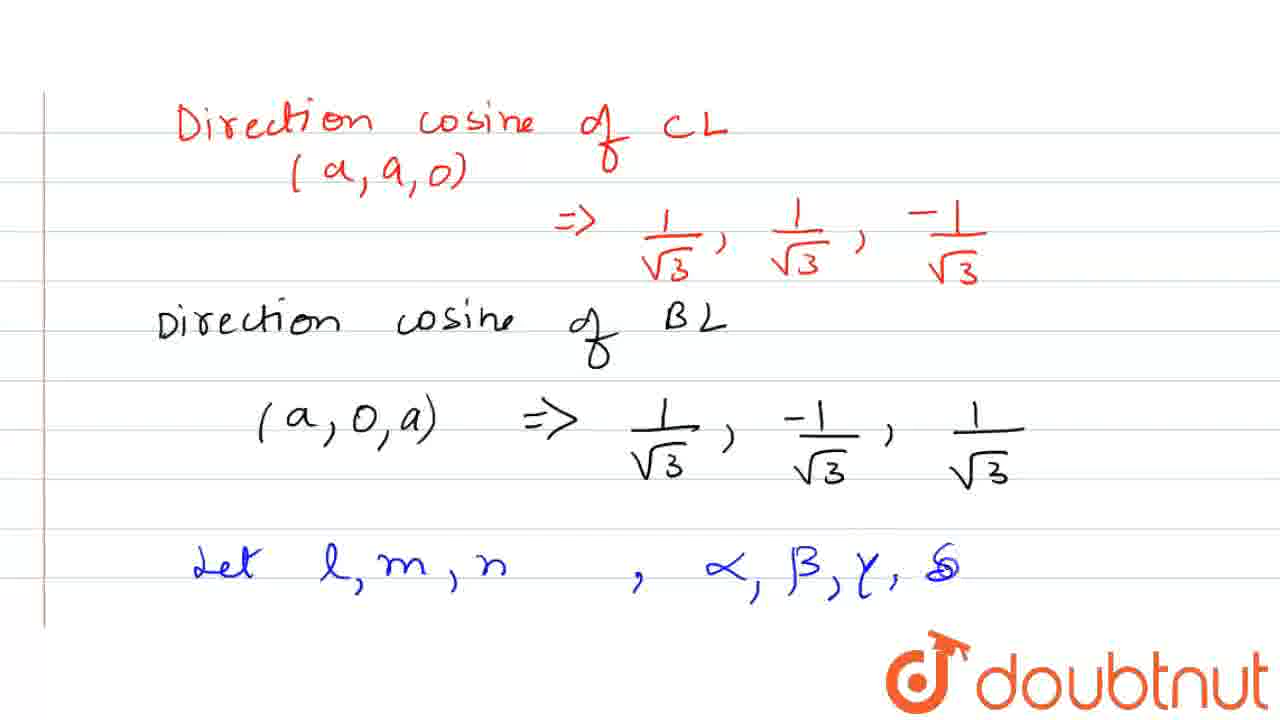 Direction cosine of CL
(a, a, 0)
=> 1/√3, 1/√3, -1/√3
Direction cosine of BL
(a, 0, a) => 1/√3, -1/√3, 1/√3
Let l, m, n , α, β, γ, δ
doubtnut